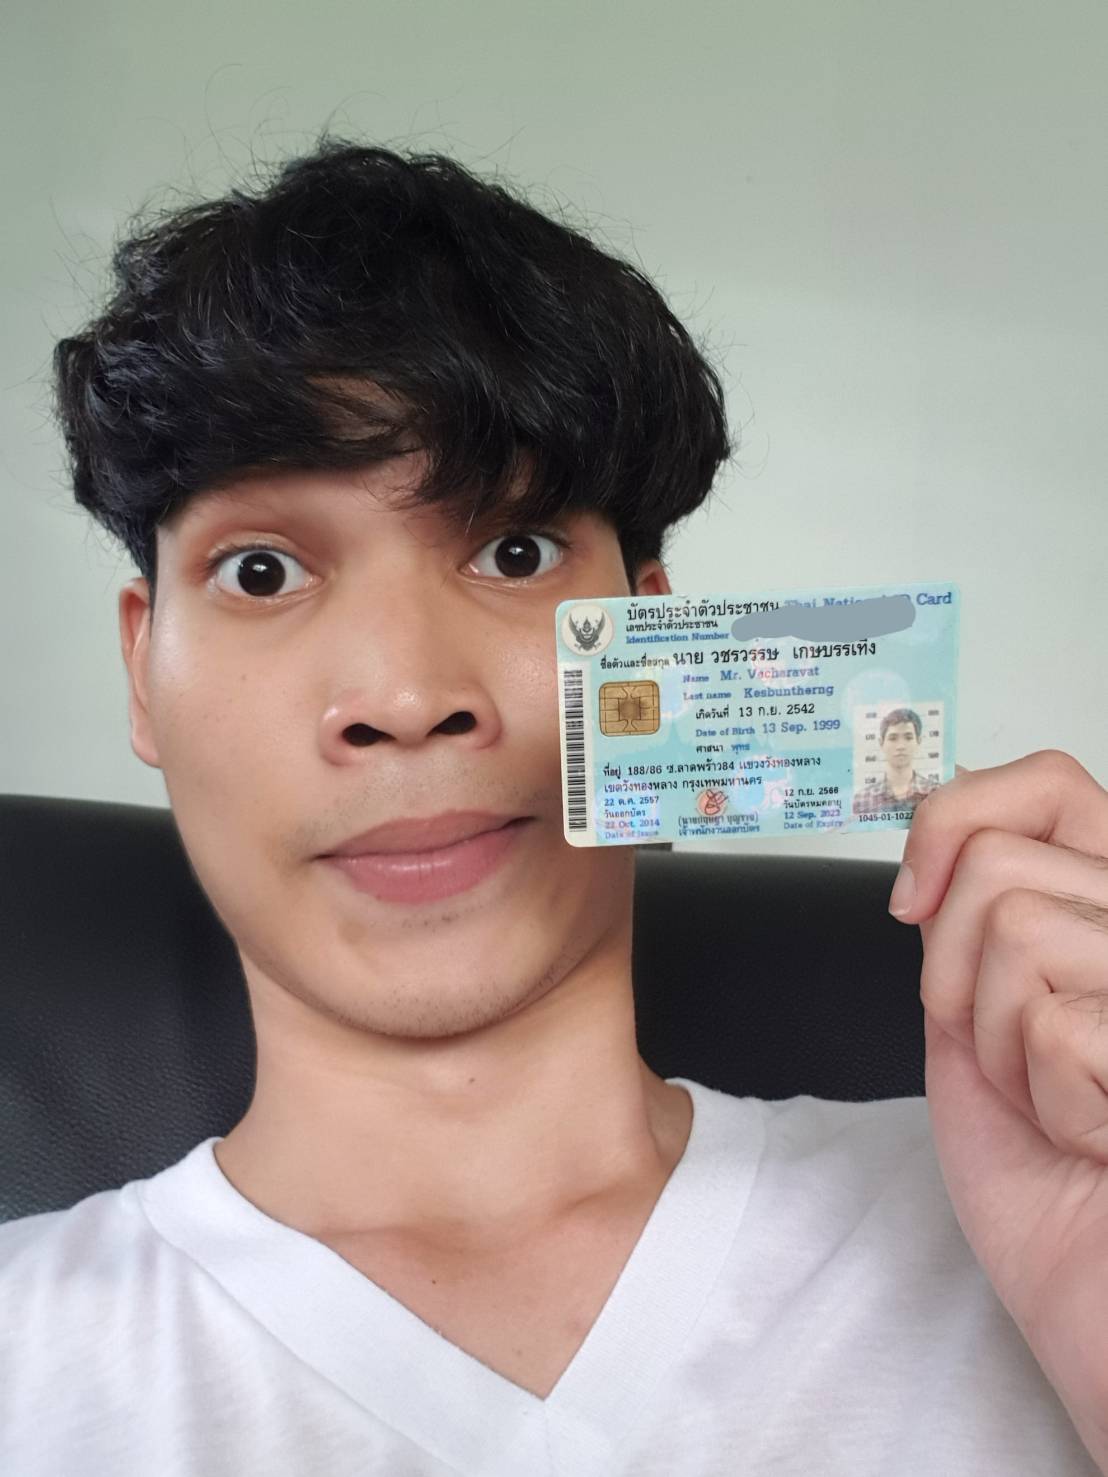 บัตรประจำตัวประชาชน Thai National ID Card
เลขประจำตัวประชาชน
Identification Number
ชื่อตัวและชื่อสกุล นาย วชรวรรษ เกษบรรเทิง
Name Mr. Vacharavat
Last name Kesbuntherng
เกิดวันที่ 13 ก.ย. 2542
Date of Birth 13 Sep. 1999
ศาสนา พุทธ
ที่อยู่ 188/86 ซ.ลาดพร้าว84 แขวงวังทองหลาง
เขตวังทองหลาง กรุงเทพมหานคร
22 ต.ค. 2557
วันออกบัตร
22 Oct. 2014
Date of Issue
เจ้าพนักงานออกบัตร
12 ก.ย. 2566
วันบัตรหมดอายุ
12 Sep. 2023
Date of Expiry
1045-01-1022